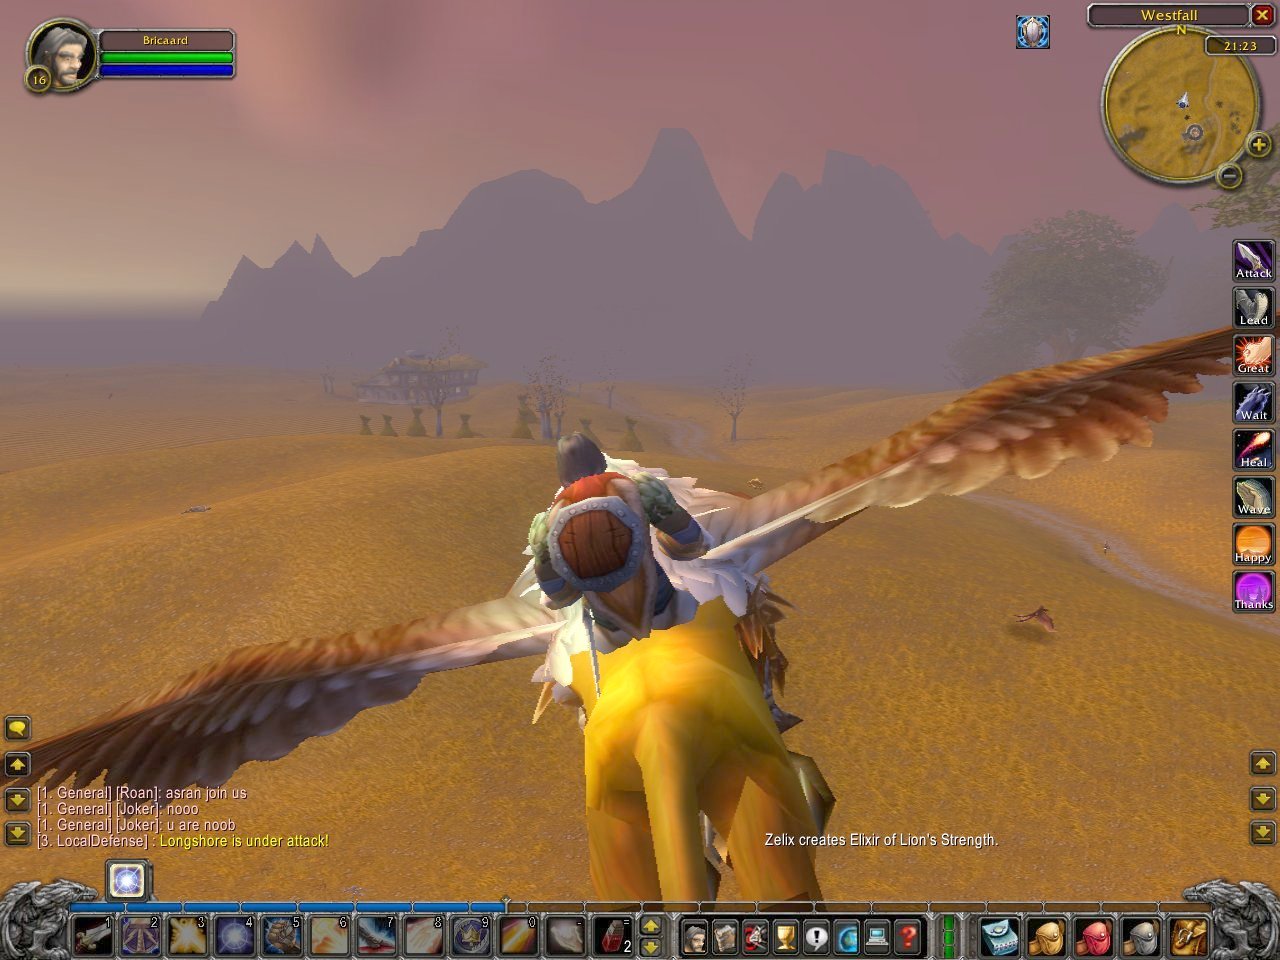 Bricaard
16
Westfall
N
21:23
Attack
Lead
Great
Wait
Heal
Wave
Happy
Thanks
[1. General] [Roan]: asran join us
[1. General] [Joker]: nooo
[1. General] [Joker]: u are noob
[3. LocalDefense] : Longshore is under attack!
Zelix creates Elixir of Lion's Strength.
1 2 3 4 5 6 7 8 9 0 - =
2